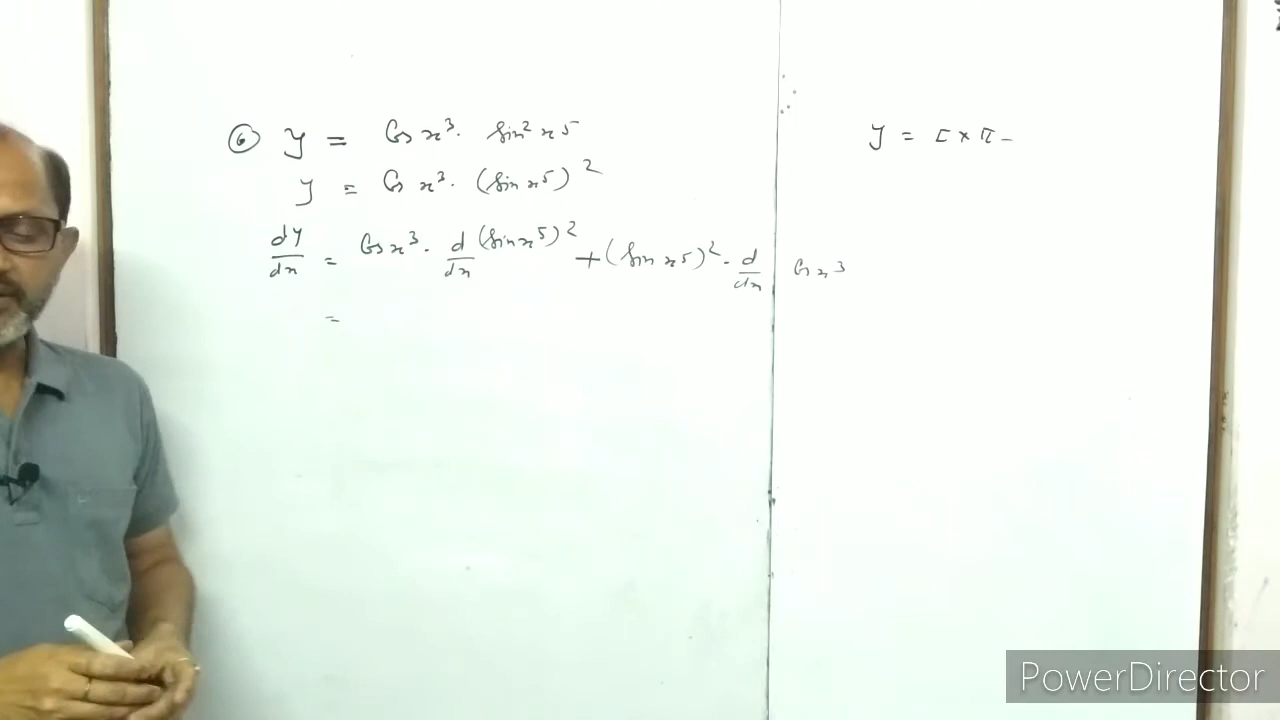 ⑥ y = Cos x³. sin² x⁵
y = Cos x³. (sin x⁵)²
dy/dx = Cos x³. d/dx (sin x⁵)² + (sin x⁵)². d/dx Cos x³
=
y = I × II -
PowerDirector